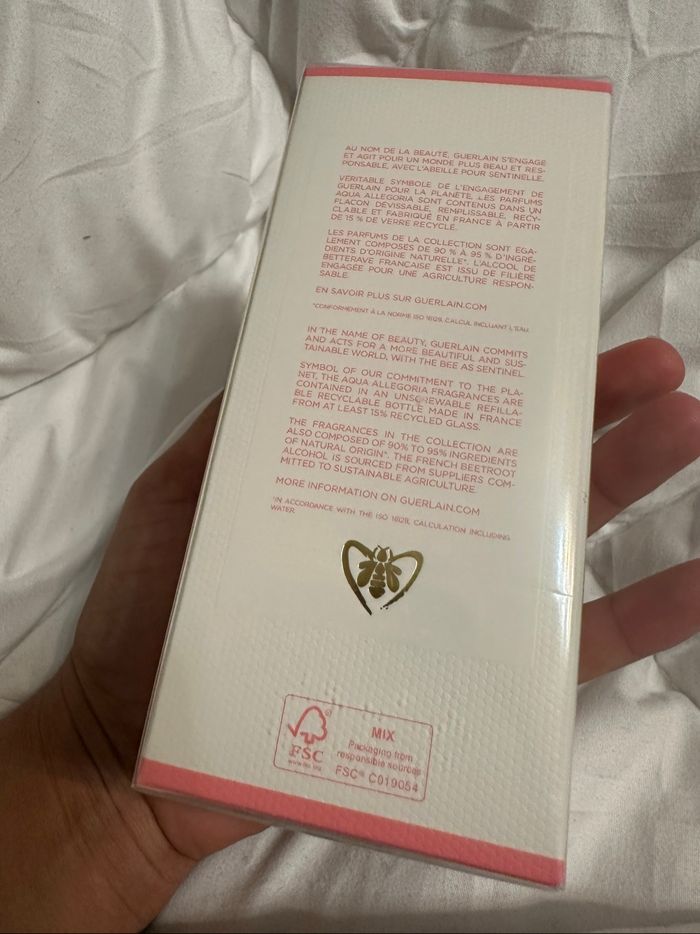 AU NOM DE LA BEAUTÉ, GUERLAIN S'ENGAGE
ET AGIT POUR UN MONDE PLUS BEAU ET RES-
PONSABLE, AVEC L'ABEILLE POUR SENTINELLE.
VÉRITABLE SYMBOLE DE L'ENGAGEMENT DE
GUERLAIN POUR LA PLANÈTE, LES PARFUMS
AQUA ALLEGORIA SONT CONTENUS DANS UN
FLACON DÉVISSABLE, REMPLISSABLE, RECY-
CLABLE ET FABRIQUÉ EN FRANCE À PARTIR
DE 15 % DE VERRE RECYCLÉ.
LES PARFUMS DE LA COLLECTION SONT ÉGA-
LEMENT COMPOSÉS DE 90 % À 95 % D'INGRÉ-
DIENTS D'ORIGINE NATURELLE*. L'ALCOOL DE
BETTERAVE FRANÇAISE EST ISSU DE FILIÈRE
ENGAGÉE POUR UNE AGRICULTURE RESPON-
SABLE.
EN SAVOIR PLUS SUR GUERLAIN.COM
*CONFORMÉMENT À LA NORME ISO 16128, CALCUL INCLUANT L'EAU.
IN THE NAME OF BEAUTY, GUERLAIN COMMITS
AND ACTS FOR A MORE BEAUTIFUL AND SUS-
TAINABLE WORLD, WITH THE BEE AS SENTINEL.
SYMBOL OF OUR COMMITMENT TO THE PLA-
NET, THE AQUA ALLEGORIA FRAGRANCES ARE
CONTAINED IN AN UNSCREWABLE REFILLA-
BLE RECYCLABLE BOTTLE MADE IN FRANCE
FROM AT LEAST 15% RECYCLED GLASS.
THE FRAGRANCES IN THE COLLECTION ARE
ALSO COMPOSED OF 90% TO 95% INGREDIENTS
OF NATURAL ORIGIN*. THE FRENCH BEETROOT
ALCOHOL IS SOURCED FROM SUPPLIERS COM-
MITTED TO SUSTAINABLE AGRICULTURE.
MORE INFORMATION ON GUERLAIN.COM
*IN ACCORDANCE WITH THE ISO 16128, CALCULATION INCLUDING
WATER.
FSC®
www.fsc.org
MIX
Packaging from
responsible sources
FSC® C019054